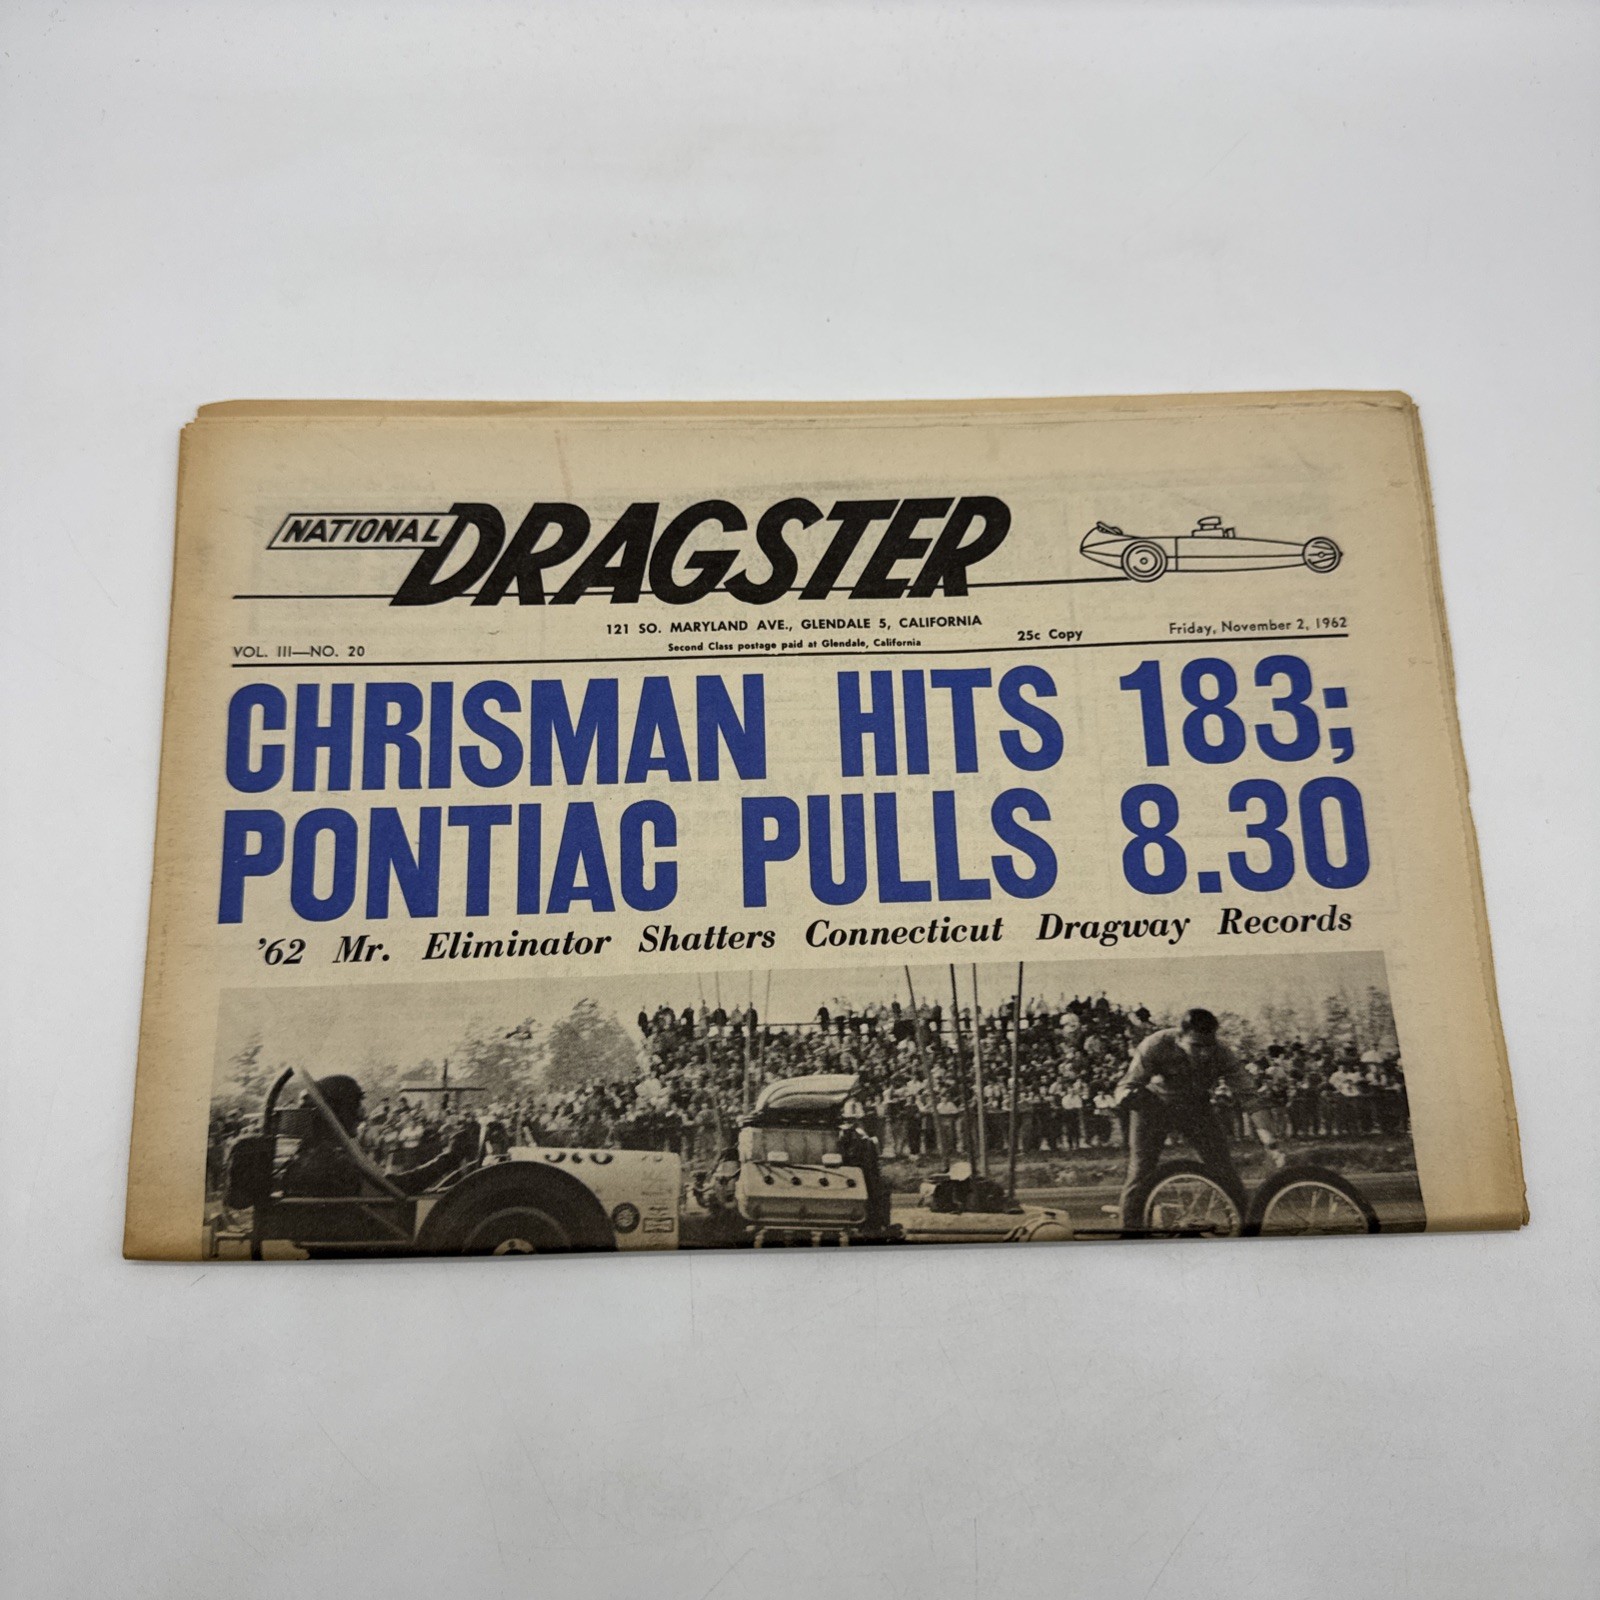 NATIONAL DRAGSTER
121 SO. MARYLAND AVE., GLENDALE 5, CALIFORNIA
VOL. III—NO. 20
Second Class postage paid at Glendale, California
25c Copy
Friday, November 2, 1962
CHRISMAN HITS 183;
PONTIAC PULLS 8.30
’62 Mr. Eliminator Shatters Connecticut Dragway Records